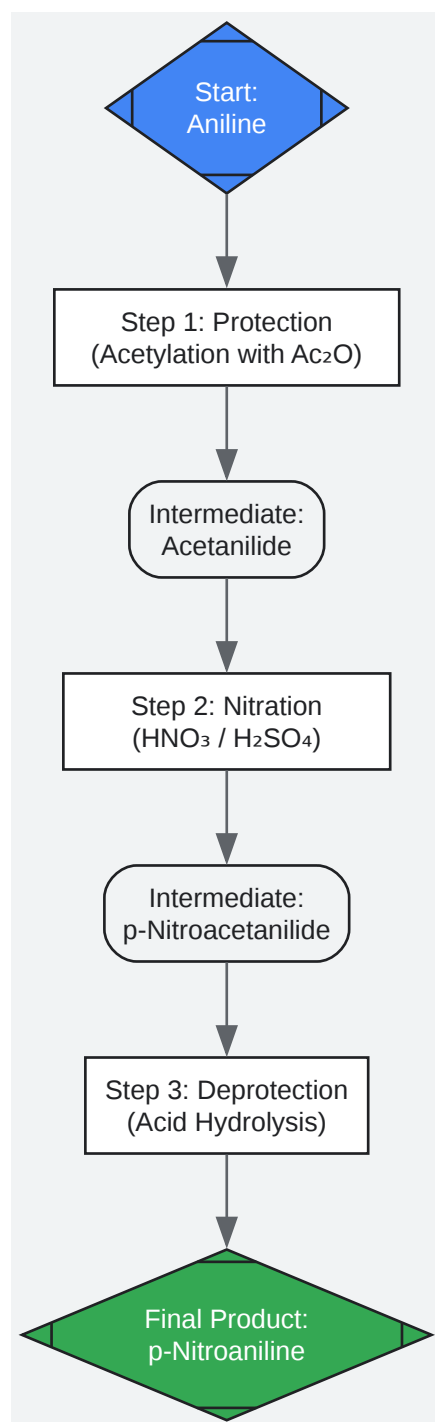 Start:
Aniline
Step 1: Protection
(Acetylation with Ac₂O)
Intermediate:
Acetanilide
Step 2: Nitration
(HNO₃ / H₂SO₄)
Intermediate:
p-Nitroacetanilide
Step 3: Deprotection
(Acid Hydrolysis)
Final Product:
p-Nitroaniline